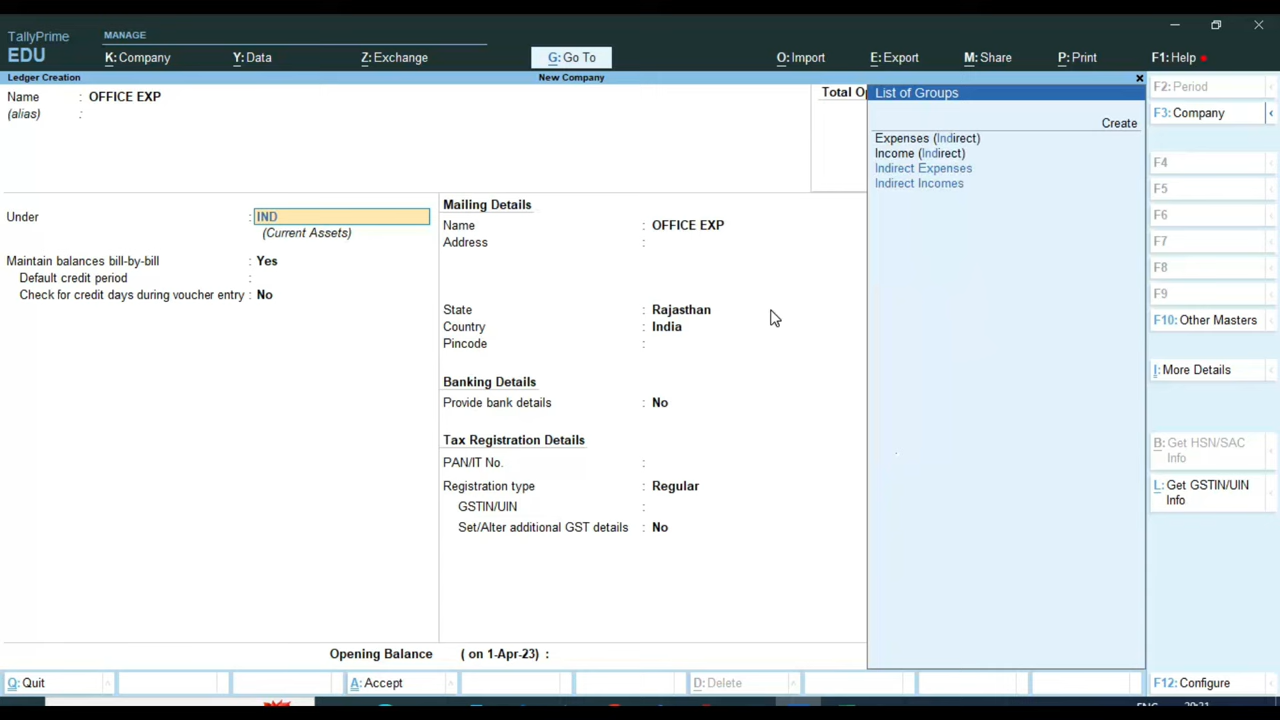 TallyPrime
EDU
MANAGE
K: Company
Y: Data
Z: Exchange
G: Go To
O: Import
E: Export
M: Share
P: Print
F1: Help
Ledger Creation
New Company
Name : OFFICE EXP
(alias) :
Total Op
Under : IND
(Current Assets)
Maintain balances bill-by-bill : Yes
Default credit period :
Check for credit days during voucher entry : No
Mailing Details
Name : OFFICE EXP
Address :
State : Rajasthan
Country : India
Pincode :
Banking Details
Provide bank details : No
Tax Registration Details
PAN/IT No. :
Registration type : Regular
GSTIN/UIN :
Set/Alter additional GST details : No
Opening Balance ( on 1-Apr-23) :
List of Groups
Create
Expenses (Indirect)
Income (Indirect)
Indirect Expenses
Indirect Incomes
F2: Period
F3: Company
F4
F5
F6
F7
F8
F9
F10: Other Masters
I: More Details
B: Get HSN/SAC
Info
L: Get GSTIN/UIN
Info
Q: Quit
A: Accept
D: Delete
F12: Configure